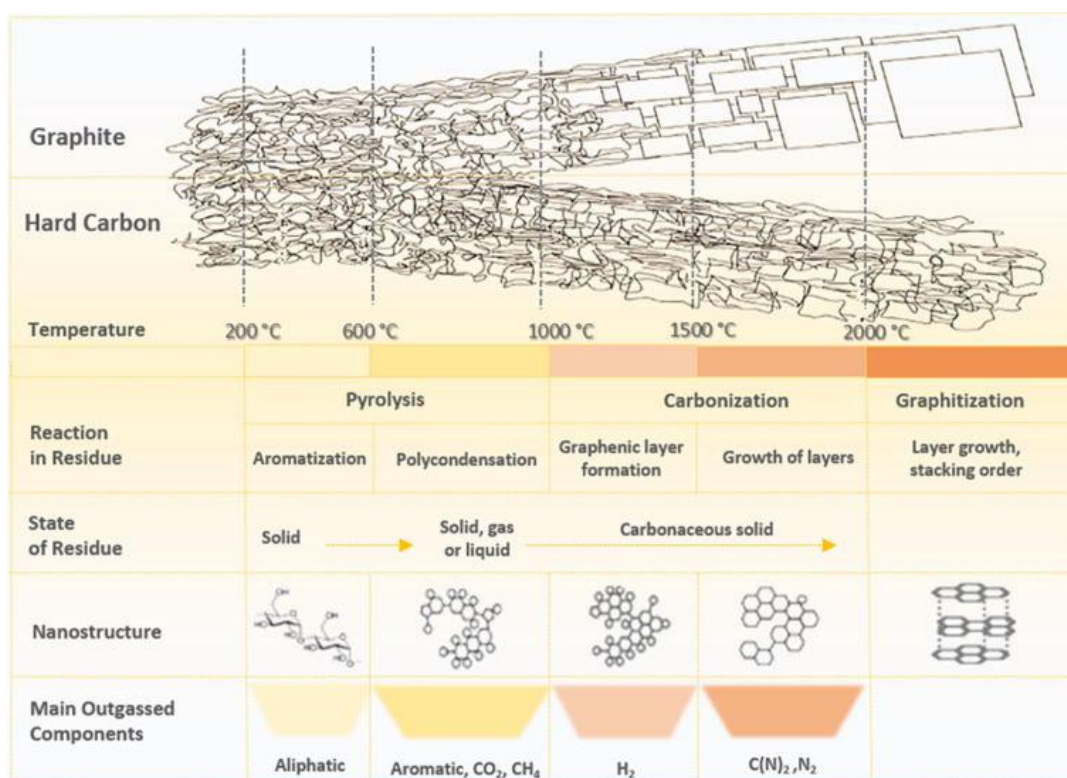 Graphite
Hard Carbon
Temperature
200 °C
600 °C
1000 °C
1500 °C
2000 °C
Pyrolysis
Carbonization
Graphitization
Reaction
in Residue
Aromatization
Polycondensation
Graphenic layer
formation
Growth of layers
Layer growth,
stacking order
State
of Residue
Solid
Solid, gas
or liquid
Carbonaceous solid
Nanostructure
Main Outgassed
Components
Aliphatic
Aromatic, CO₂, CH₄
H₂
C(N)₂ ,N₂